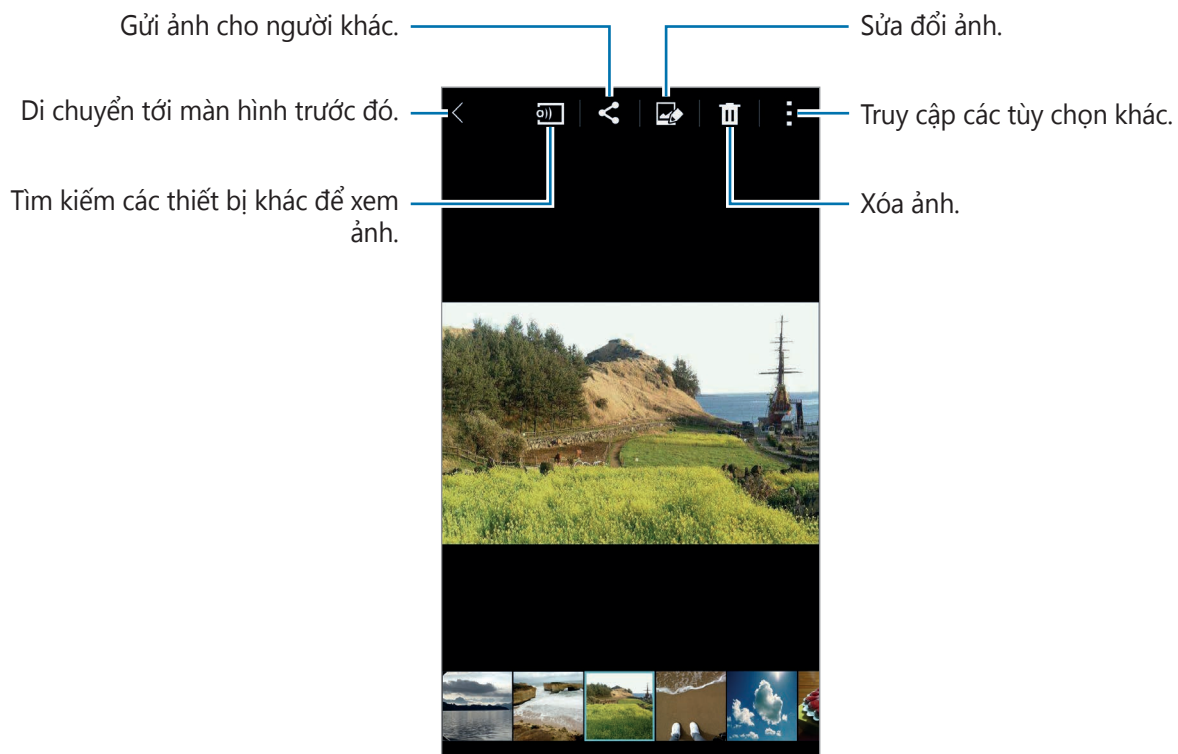 Gửi ảnh cho người khác.
Sửa đổi ảnh.
Di chuyển tới màn hình trước đó.
Truy cập các tùy chọn khác.
Tìm kiếm các thiết bị khác để xem
ảnh.
Xóa ảnh.